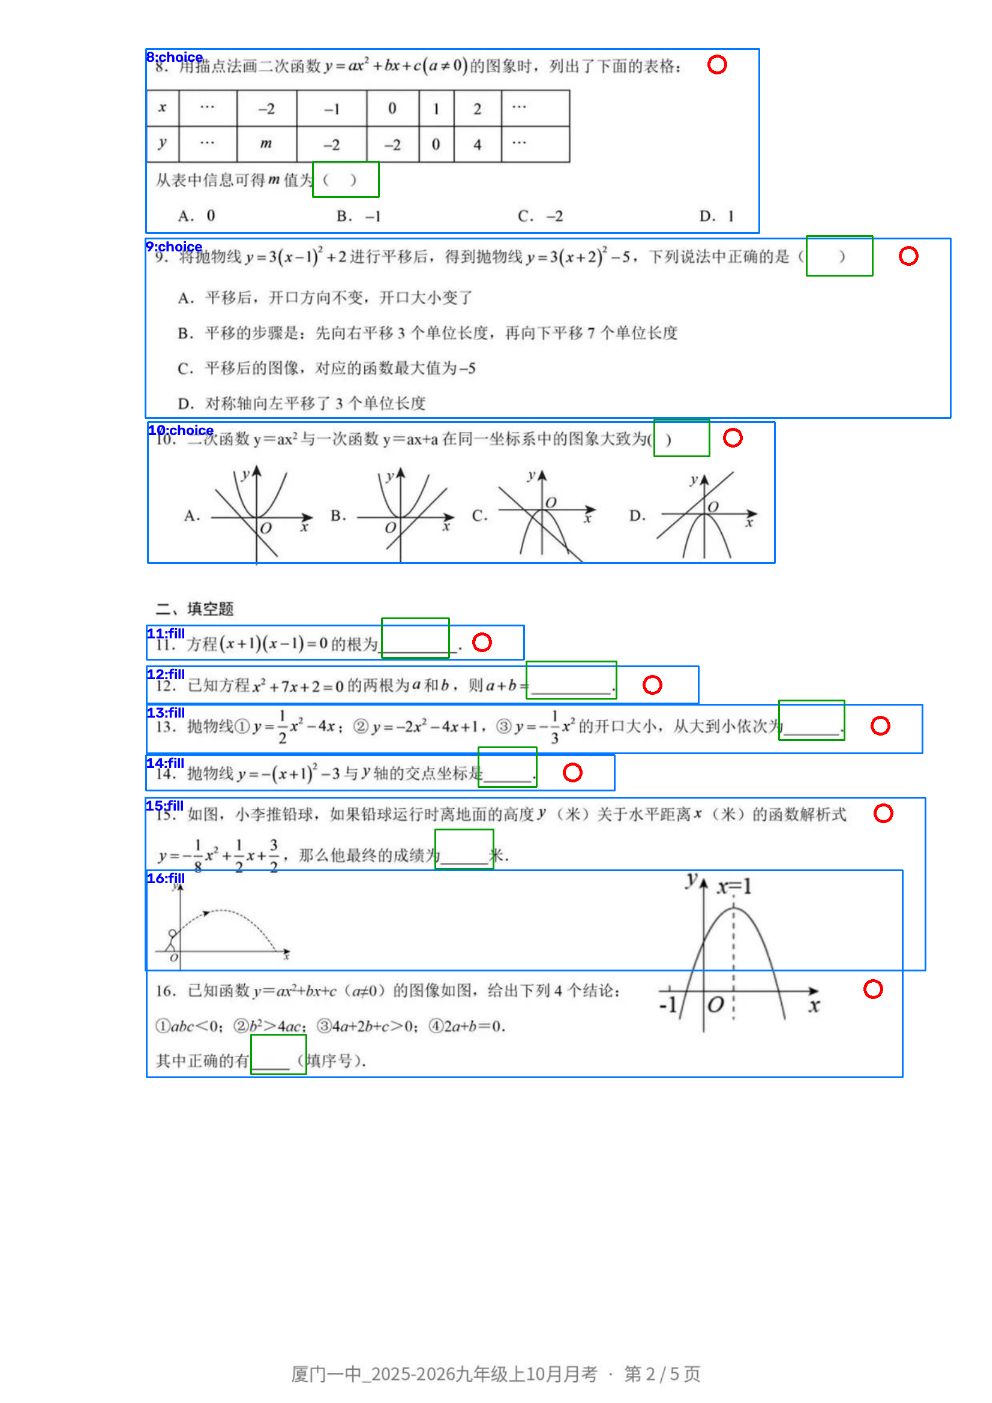 8:choice
8. 用描点法画二次函数 y=ax²+bx+c(a≠0)的图象时，列出了下面的表格：
x … −2 −1 0 1 2 …
y … m −2 −2 0 4 …
从表中信息可得 m 值为（ ）
A. 0 B. −1 C. −2 D. 1
9:choice
9. 将抛物线 y=3(x−1)²+2 进行平移后，得到抛物线 y=3(x+2)²−5，下列说法中正确的是（ ）
A. 平移后，开口方向不变，开口大小变了
B. 平移的步骤是：先向右平移 3 个单位长度，再向下平移 7 个单位长度
C. 平移后的图像，对应的函数最大值为−5
D. 对称轴向左平移了 3 个单位长度
10:choice
10. 二次函数 y=ax² 与一次函数 y=ax+a 在同一坐标系中的图象大致为( )
A. y O x B. y O x C. y O x D. y O x
二、填空题
11:fill
11. 方程(x+1)(x−1)=0 的根为______.
12:fill
12. 已知方程 x²+7x+2=0 的两根为 a 和 b，则 a+b=______.
13:fill
13. 抛物线① y=1/2x²−4x；② y=−2x²−4x+1，③ y=−1/3x² 的开口大小，从大到小依次为______.
14:fill
14. 抛物线 y=−(x+1)²−3 与 y 轴的交点坐标是______.
15:fill
15. 如图，小李推铅球，如果铅球运行时离地面的高度 y（米）关于水平距离 x（米）的函数解析式
y=−1/8x²+1/2x+3/2，那么他最终的成绩为______米.
16:fill
y O x
y x=1 -1 O x
16. 已知函数 y=ax²+bx+c（a≠0）的图像如图，给出下列 4 个结论：
①abc＜0；②b²＞4ac；③4a+2b+c＞0；④2a+b=0.
其中正确的有_____（填序号）.
厦门一中_2025-2026九年级上10月月考 · 第 2 / 5 页